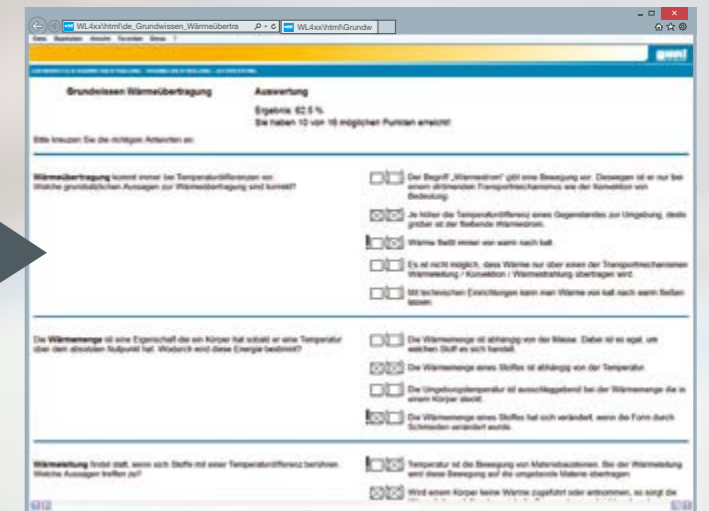 WL4xx\html\de_Grundwissen_Wärmeübertra
WL4xx\html\Grundw
Datei Bearbeiten Ansicht Favoriten Extras ?
gunt
Grundwissen Wärmeübertragung
Auswertung
Ergebnis: 62.5 %
Sie haben 10 von 16 möglichen Punkten erreicht!
Bitte kreuzen Sie die richtigen Antworten an:
Wärmeübertragung kommt immer bei Temperaturdifferenzen vor.
Welche grundsätzlichen Aussagen zur Wärmeübertragung sind korrekt?
Der Begriff „Wärmestrom" gibt eine Bewegung vor. Deswegen ist er nur bei
einem strömenden Transportmechanismus wie der Konvektion von
Bedeutung.
Je höher die Temperaturdifferenz eines Gegenstandes zur Umgebung, desto
größer ist der fließende Wärmestrom.
Wärme fließt immer von warm nach kalt.
Es ist nicht möglich, dass Wärme nur über einen der Transportmechanismen
Wärmeleitung / Konvektion / Wärmestrahlung übertragen wird.
Mit technischen Einrichtungen kann man Wärme von kalt nach warm fließen
lassen.
Die Wärmemenge ist eine Eigenschaft die ein Körper hat sobald er eine Temperatur
über dem absoluten Nullpunkt hat. Wodurch wird diese Energie bestimmt?
Die Wärmemenge ist abhängig von der Masse. Dabei ist es egal, um
welchen Stoff es sich handelt.
Die Wärmemenge eines Stoffes ist abhängig von der Temperatur.
Die Umgebungstemperatur ist ausschlaggebend bei der Wärmemenge die in
einem Körper steckt.
Die Wärmemenge eines Stoffes hat sich verändert, wenn die Form durch
Schmieden verändert wurde.
Wärmeleitung findet statt, wenn sich Stoffe mit einer Temperaturdifferenz berühren.
Welche Aussagen treffen zu?
Temperatur ist die Bewegung von Materiebausteinen. Bei der Wärmeleitung
wird diese Bewegung auf die umgebende Materie übertragen.
Wird einem Körper keine Wärme zugeführt oder entnommen, so sorgt die